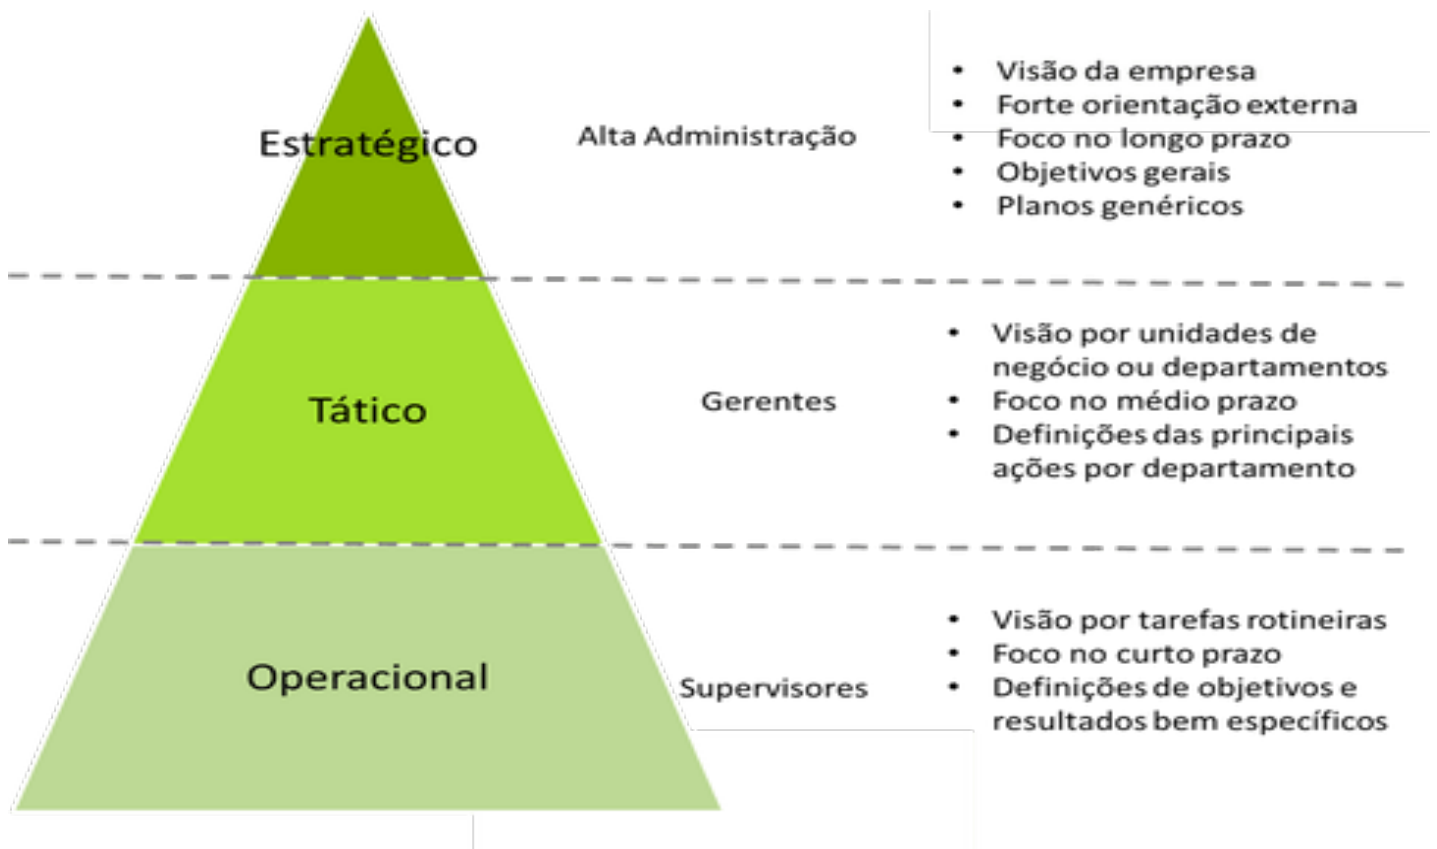 Estratégico
Alta Administração
• Visão da empresa
• Forte orientação externa
• Foco no longo prazo
• Objetivos gerais
• Planos genéricos
Tático
Gerentes
• Visão por unidades de
negócio ou departamentos
• Foco no médio prazo
• Definições das principais
ações por departamento
Operacional
Supervisores
• Visão por tarefas rotineiras
• Foco no curto prazo
• Definições de objetivos e
resultados bem específicos